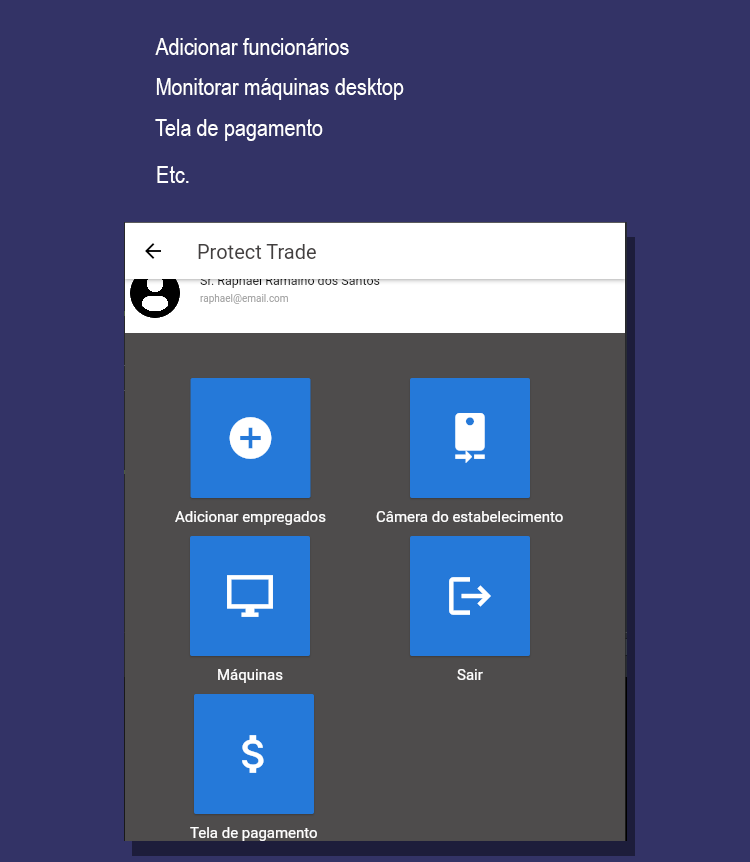 Adicionar funcionários
Monitorar máquinas desktop
Tela de pagamento
Etc.
Protect Trade
Sr. Raphael Ramalho dos Santos
raphael@email.com
Adicionar empregados
Câmera do estabelecimento
Máquinas
Sair
Tela de pagamento